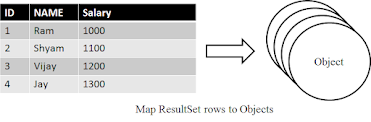 ID NAME Salary
1 Ram 1000
2 Shyam 1100
3 Vijay 1200
4 Jay 1300
Object
Map ResultSet rows to Objects